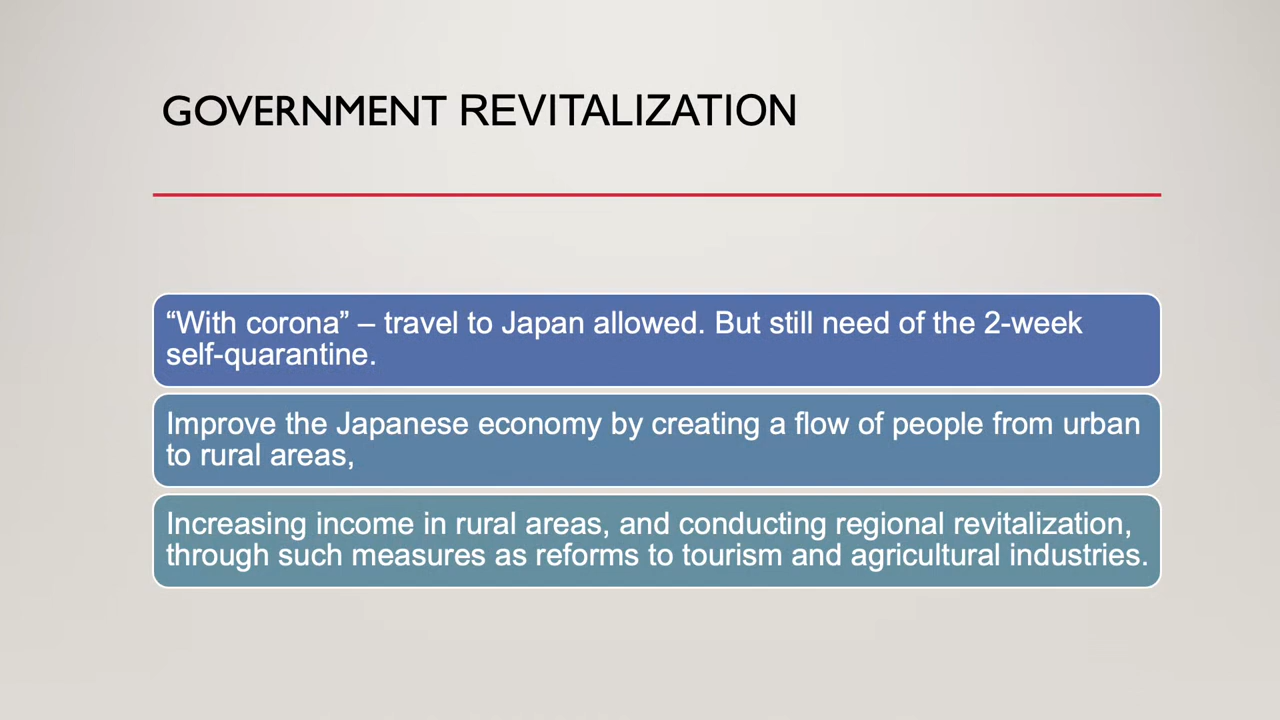 GOVERNMENT REVITALIZATION
“With corona” – travel to Japan allowed. But still need of the 2-week
self-quarantine.
Improve the Japanese economy by creating a flow of people from urban
to rural areas,
Increasing income in rural areas, and conducting regional revitalization,
through such measures as reforms to tourism and agricultural industries.